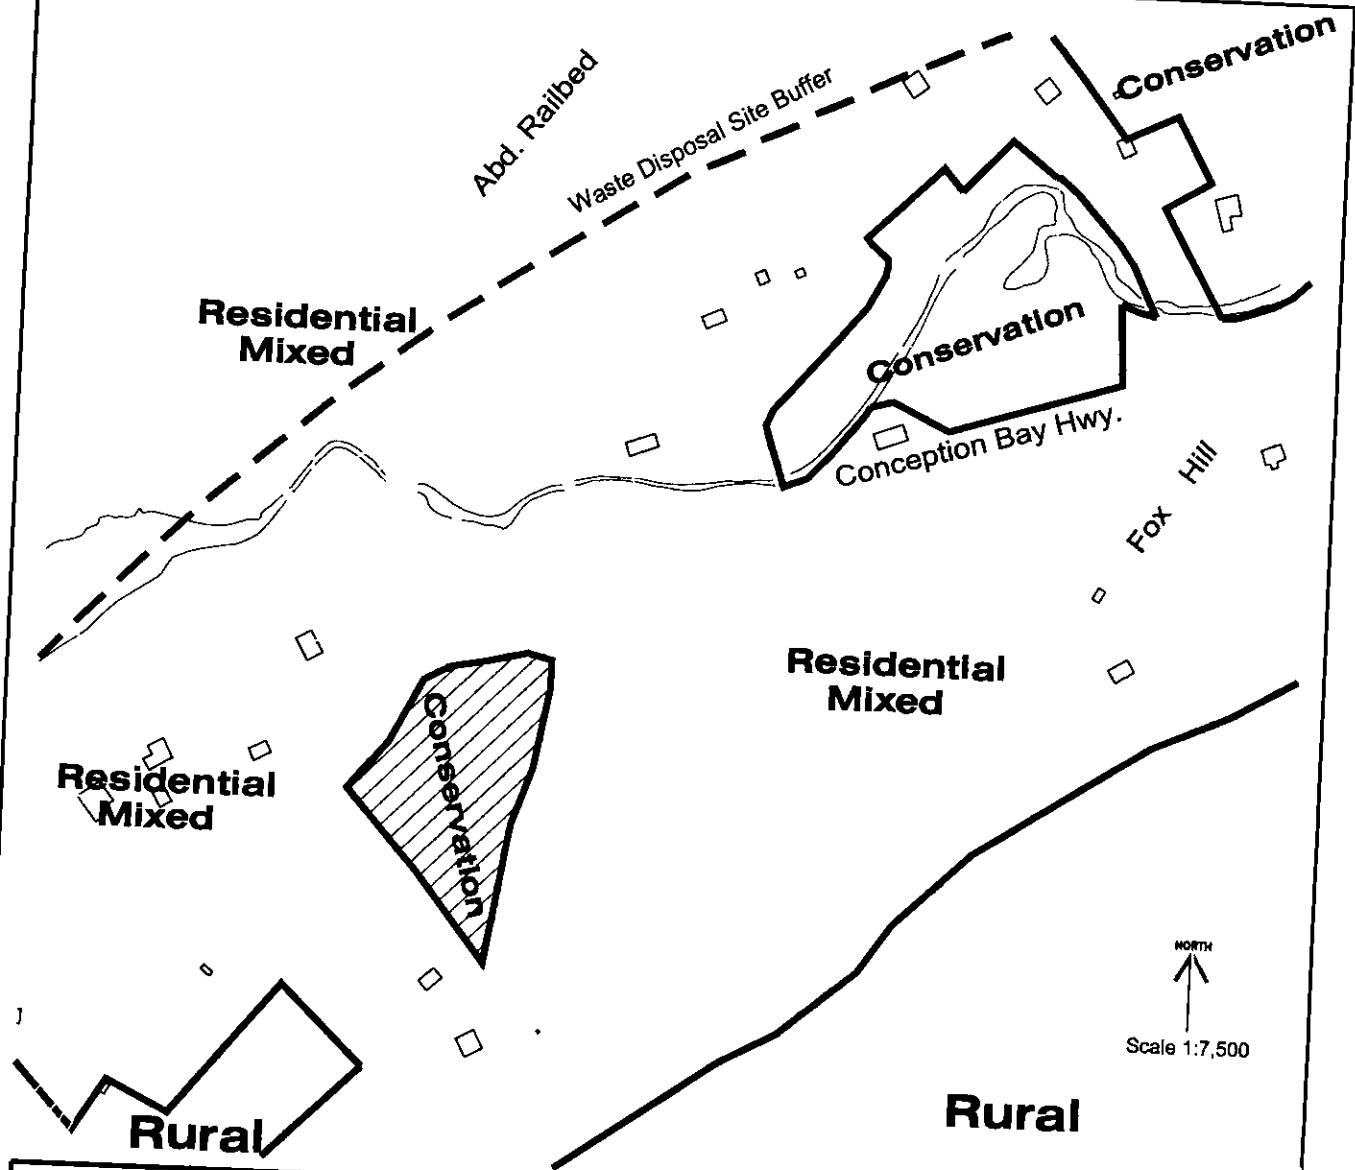 Conservation
Abd. Railbed
Waste Disposal Site Buffer
Residential
Mixed
Conservation
Conception Bay Hwy.
Fox Hill
Residential
Mixed
Residential
Mixed
Conservation
NORTH
Scale 1:7,500
Rural
Rural